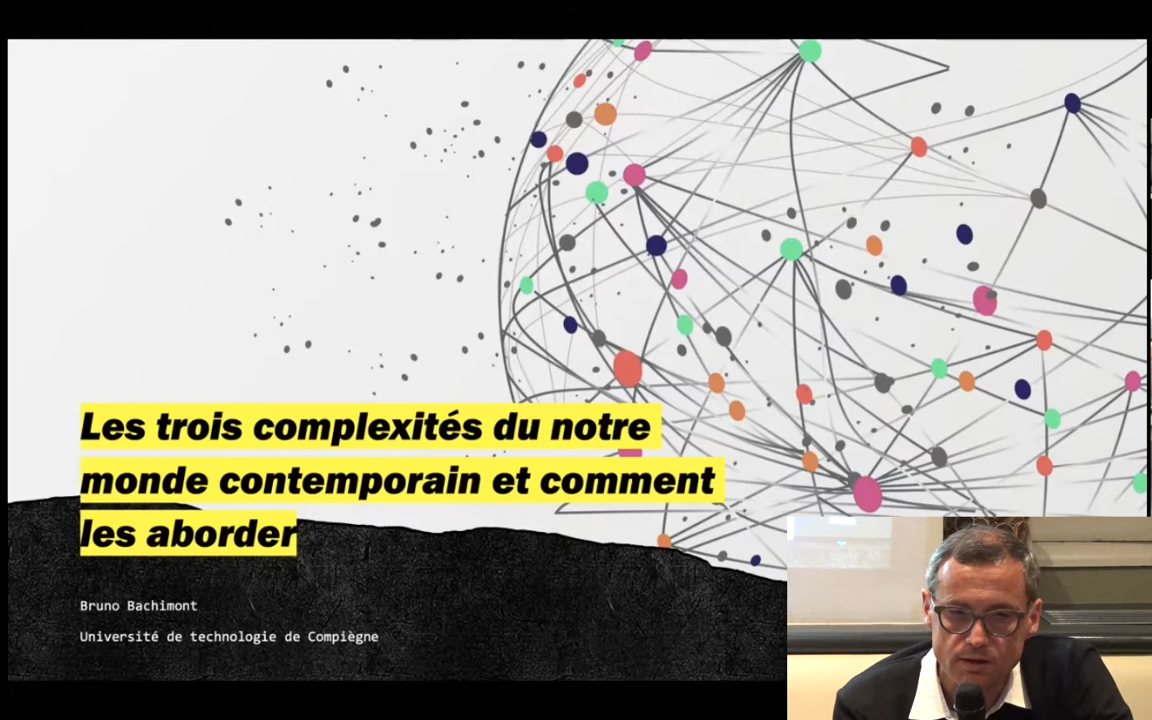 Les trois complexités du notre
monde contemporain et comment
les aborder
Bruno Bachimont
Université de technologie de Compiègne